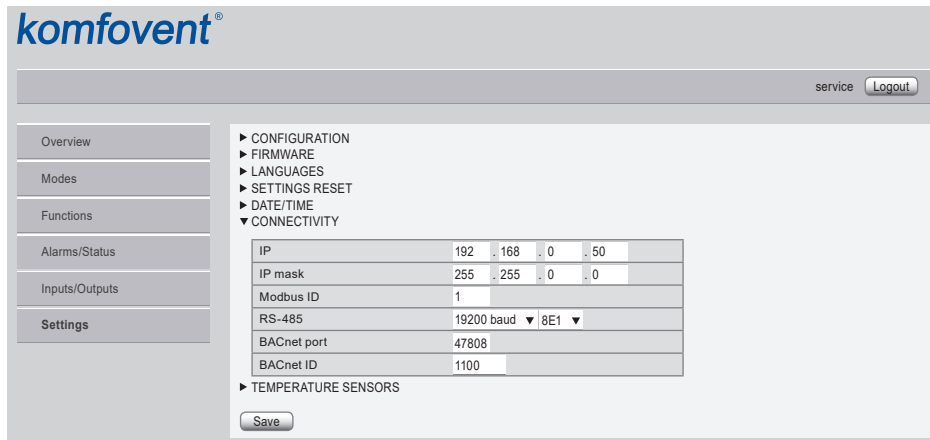 komfovent®
service Logout
Overview
Modes
Functions
Alarms/Status
Inputs/Outputs
Settings
CONFIGURATION
FIRMWARE
LANGUAGES
SETTINGS RESET
DATE/TIME
CONNECTIVITY
IP 192 . 168 . 0 . 50
IP mask 255 . 255 . 0 . 0
Modbus ID 1
RS-485 19200 baud ▼ 8E1 ▼
BACnet port 47808
BACnet ID 1100
TEMPERATURE SENSORS
Save